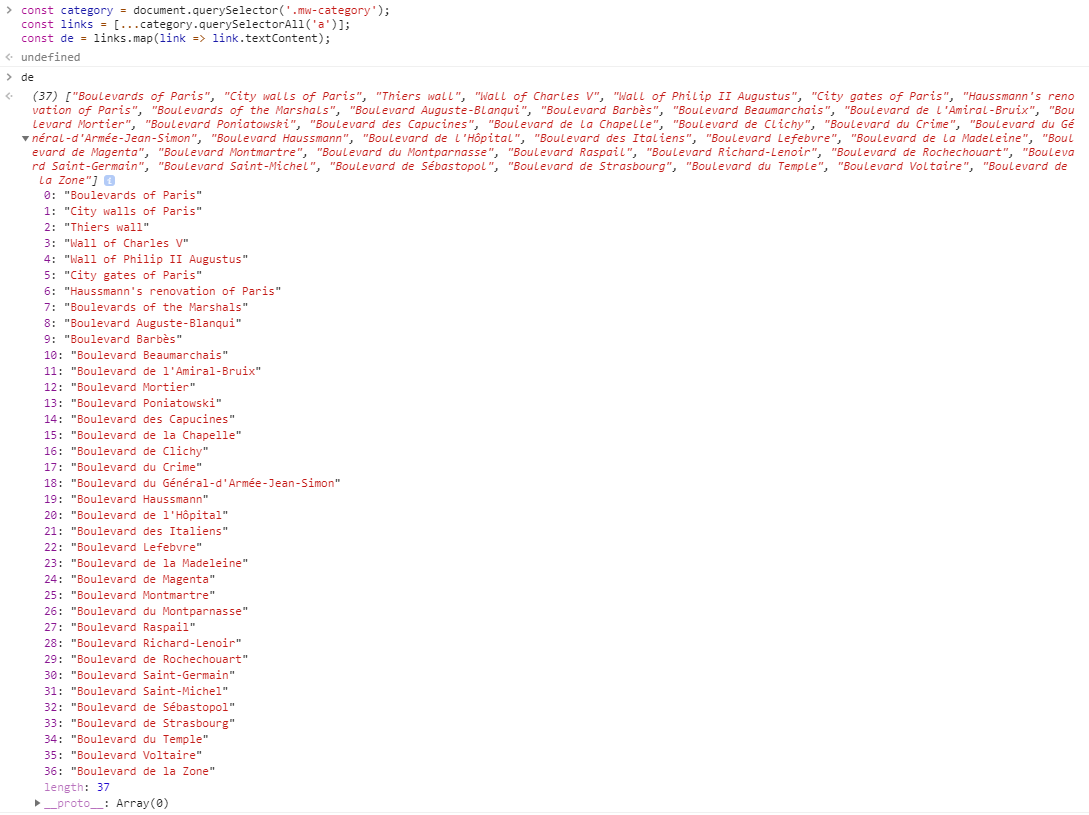 > const category = document.querySelector('.mw-category');
const links = [...category.querySelectorAll('a')];
const de = links.map(link => link.textContent);
undefined
> de
(37) ["Boulevards of Paris", "City walls of Paris", "Thiers wall", "Wall of Charles V", "Wall of Philip II Augustus", "City gates of Paris", "Haussmann's reno
vation of Paris", "Boulevards of the Marshals", "Boulevard Auguste-Blanqui", "Boulevard Barbès", "Boulevard Beaumarchais", "Boulevard de l'Amiral-Bruix", "Bou
levard Mortier", "Boulevard Poniatowski", "Boulevard des Capucines", "Boulevard de la Chapelle", "Boulevard de Clichy", "Boulevard du Crime", "Boulevard du Gé
néral-d'Armée-Jean-Simon", "Boulevard Haussmann", "Boulevard de l'Hôpital", "Boulevard des Italiens", "Boulevard Lefebvre", "Boulevard de la Madeleine", "Boul
evard de Magenta", "Boulevard Montmartre", "Boulevard du Montparnasse", "Boulevard Raspail", "Boulevard Richard-Lenoir", "Boulevard de Rochechouart", "Bouleva
rd Saint-Germain", "Boulevard Saint-Michel", "Boulevard de Sébastopol", "Boulevard de Strasbourg", "Boulevard du Temple", "Boulevard Voltaire", "Boulevard de
la Zone"] i
0: "Boulevards of Paris"
1: "City walls of Paris"
2: "Thiers wall"
3: "Wall of Charles V"
4: "Wall of Philip II Augustus"
5: "City gates of Paris"
6: "Haussmann's renovation of Paris"
7: "Boulevards of the Marshals"
8: "Boulevard Auguste-Blanqui"
9: "Boulevard Barbès"
10: "Boulevard Beaumarchais"
11: "Boulevard de l'Amiral-Bruix"
12: "Boulevard Mortier"
13: "Boulevard Poniatowski"
14: "Boulevard des Capucines"
15: "Boulevard de la Chapelle"
16: "Boulevard de Clichy"
17: "Boulevard du Crime"
18: "Boulevard du Général-d'Armée-Jean-Simon"
19: "Boulevard Haussmann"
20: "Boulevard de l'Hôpital"
21: "Boulevard des Italiens"
22: "Boulevard Lefebvre"
23: "Boulevard de la Madeleine"
24: "Boulevard de Magenta"
25: "Boulevard Montmartre"
26: "Boulevard du Montparnasse"
27: "Boulevard Raspail"
28: "Boulevard Richard-Lenoir"
29: "Boulevard de Rochechouart"
30: "Boulevard Saint-Germain"
31: "Boulevard Saint-Michel"
32: "Boulevard de Sébastopol"
33: "Boulevard de Strasbourg"
34: "Boulevard du Temple"
35: "Boulevard Voltaire"
36: "Boulevard de la Zone"
length: 37
__proto__: Array(0)